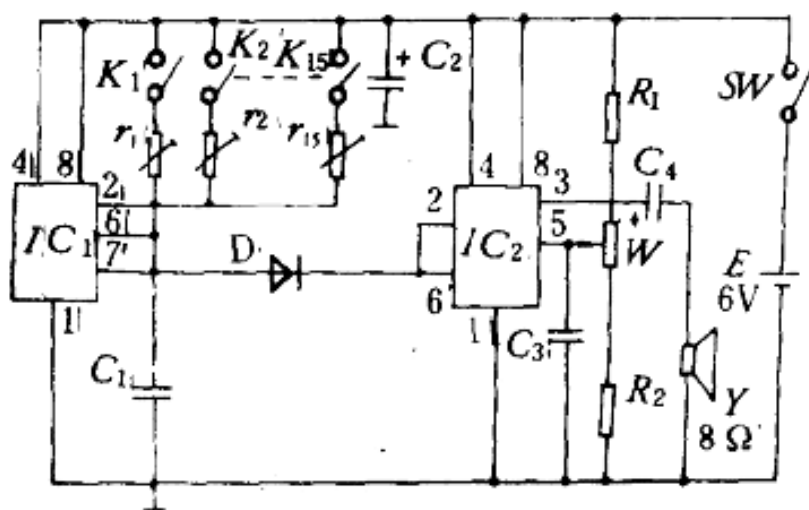 K₁ K₂ K₁₅ + C₂ SW
r₁ r₂ r₁₅ R₁
4 8 4 8 3 C₄
2 2 5 +
6 IC₁ IC₂ W E
7 D 6 6V
1 1 C₃
C₁ R₂ Y
8 Ω